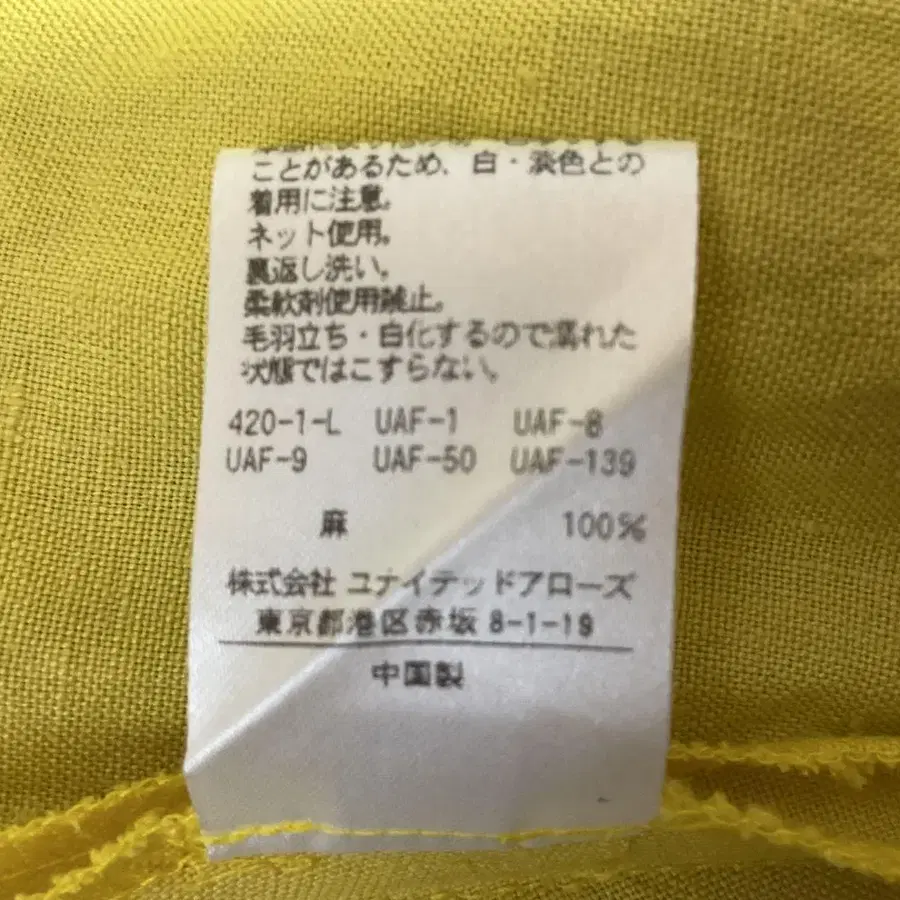 ことがあるため、白・淡色との
着用に注意。
ネット使用。
裏返し洗い。
柔軟剤使用禁止。
毛羽立ち・白化するので濡れた
状態ではこすらない。
420-1-L UAF-1 UAF-8
UAF-9 UAF-50 UAF-139
麻 100%
株式会社 ユナイテッドアローズ
東京都港区赤坂 8-1-19
中国製